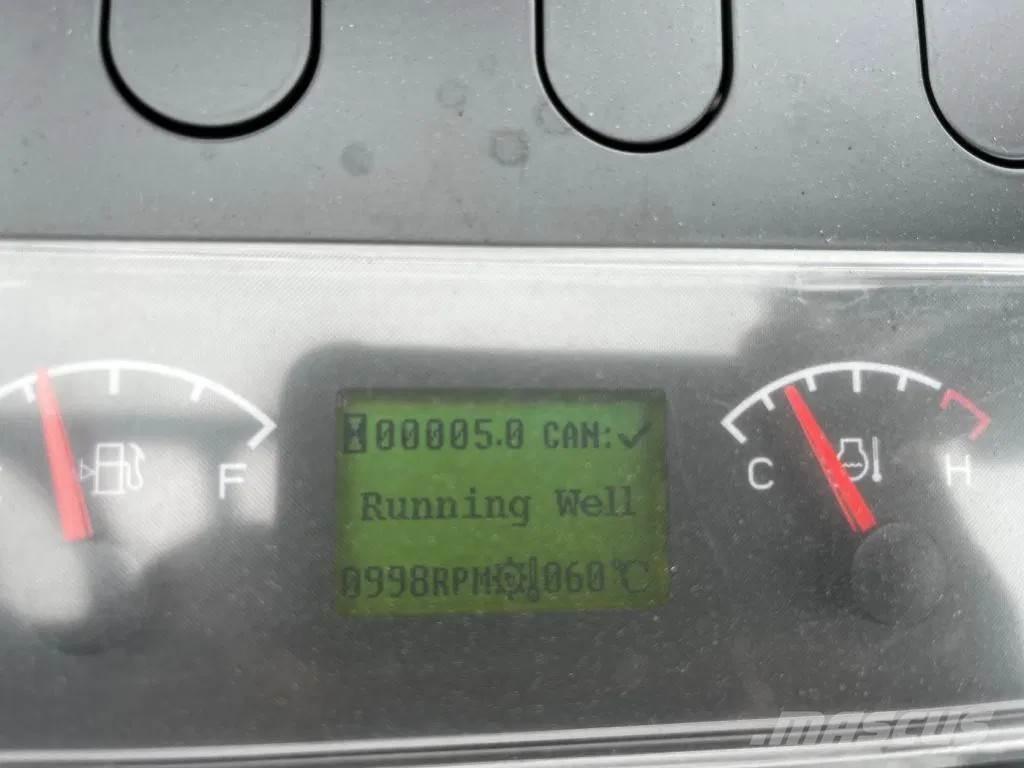 00005.0 CAN:✓
Running Well
0998RPM 060℃
F
C
H
MASCUS